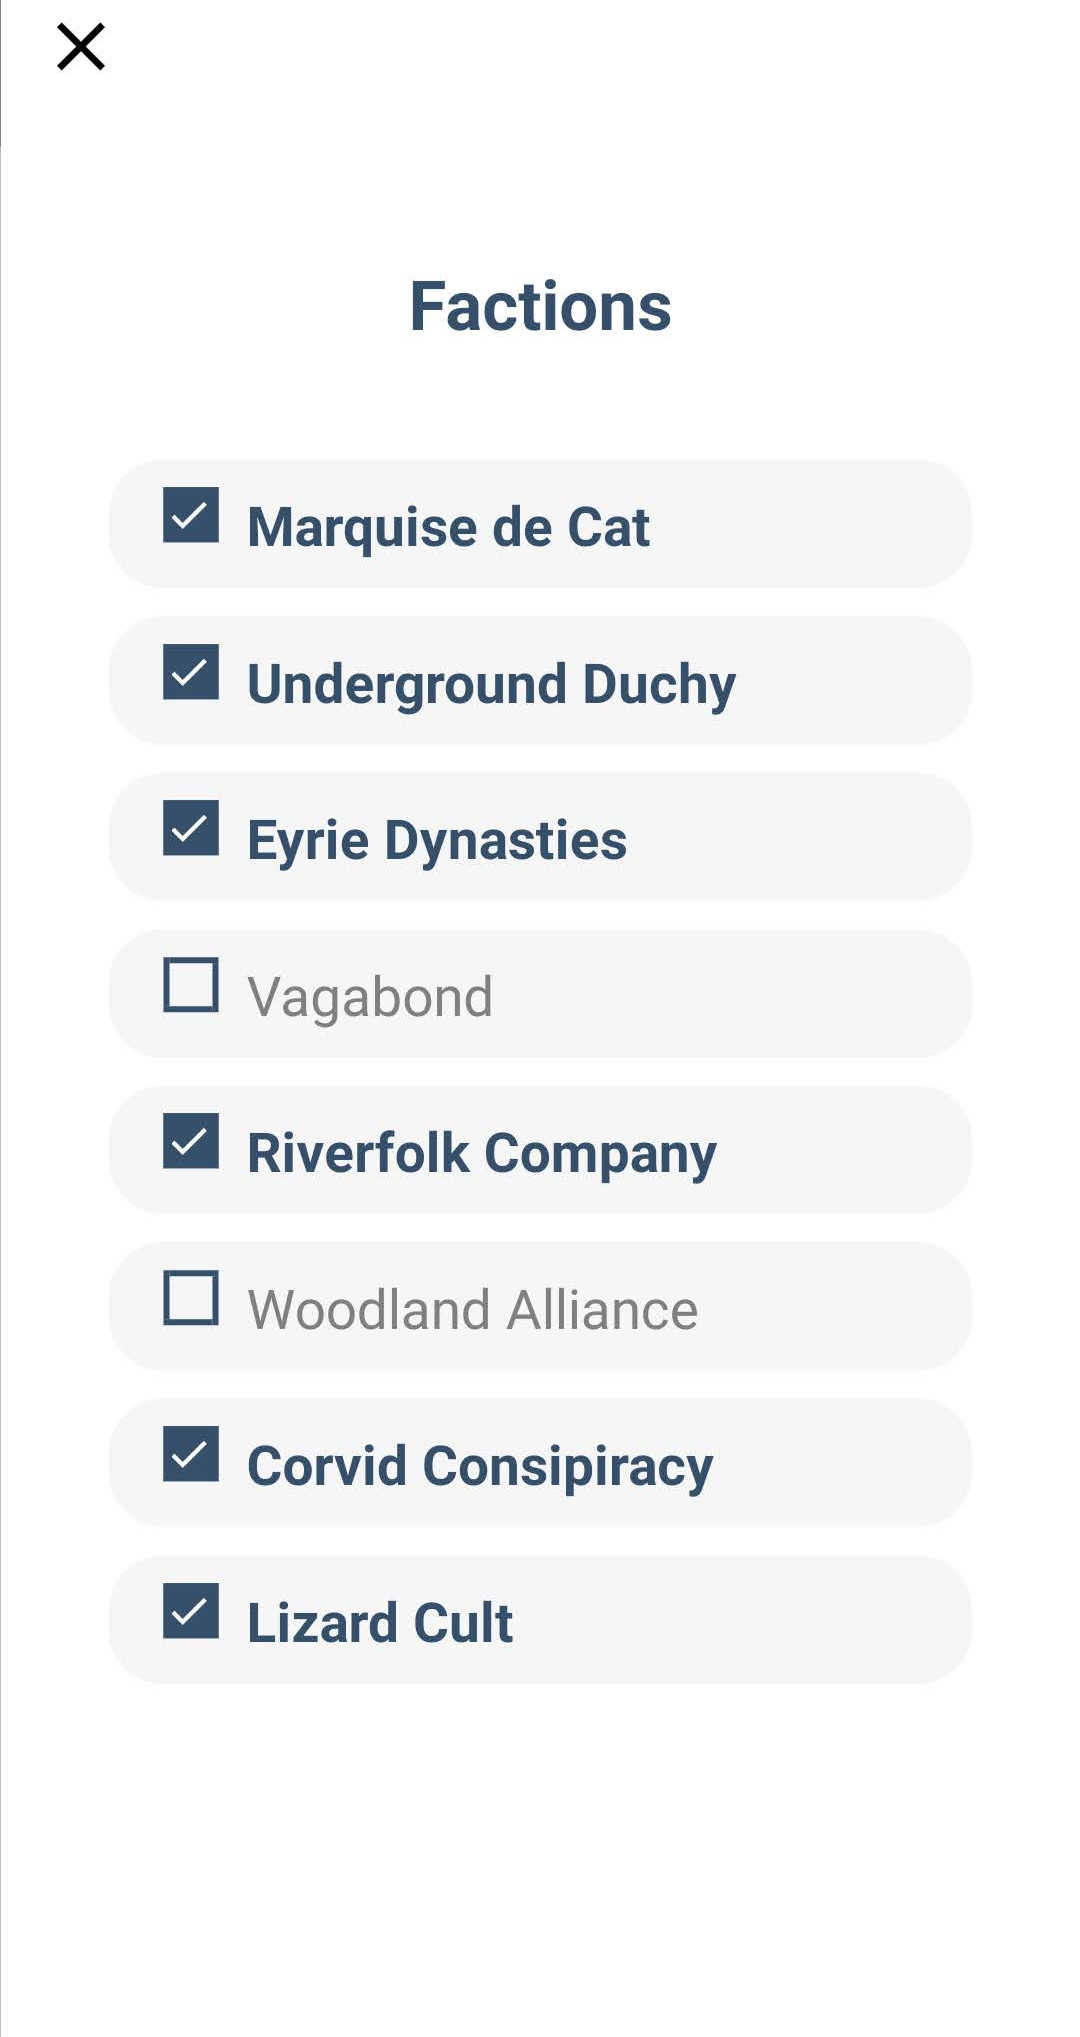 Factions
Marquise de Cat
Underground Duchy
Eyrie Dynasties
Vagabond
Riverfolk Company
Woodland Alliance
Corvid Consipiracy
Lizard Cult